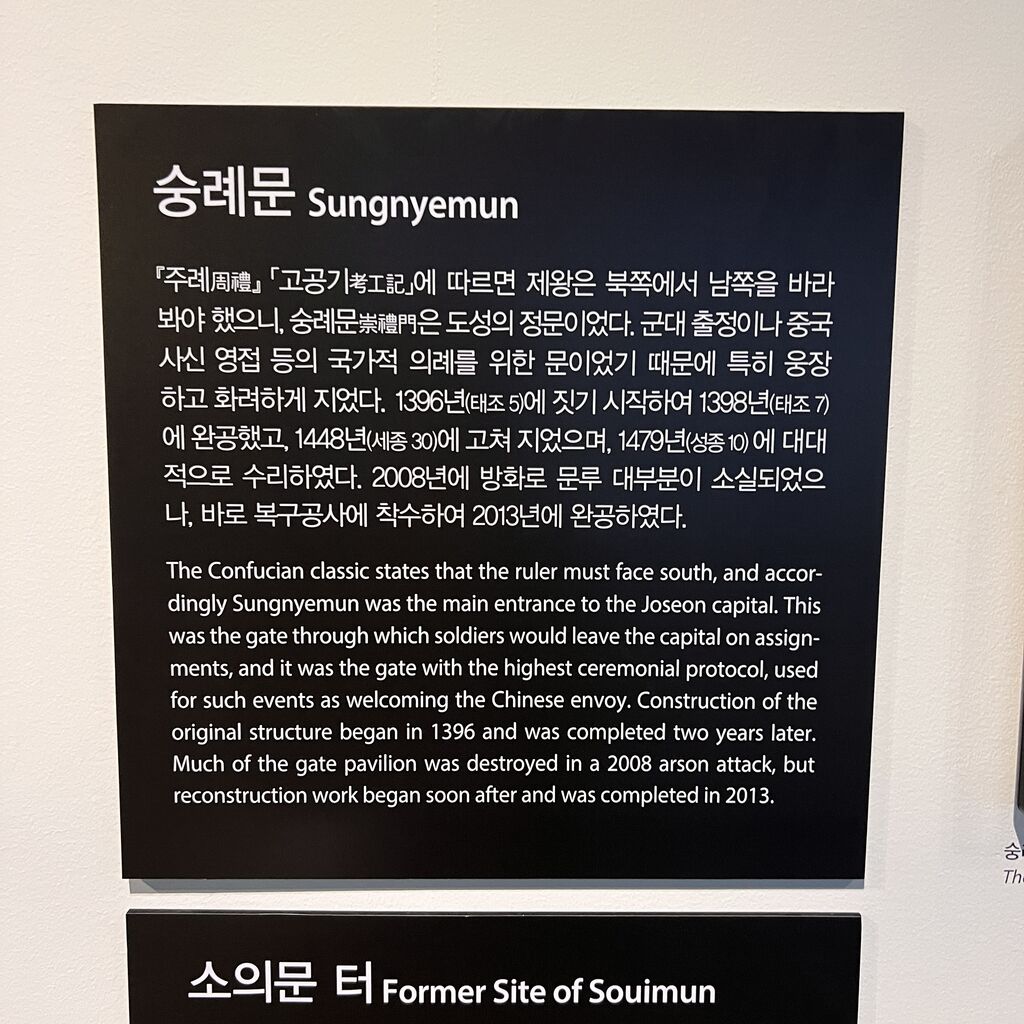 숭례문 Sungnyemun
『주례周禮』「고공기考工記」에 따르면 제왕은 북쪽에서 남쪽을 바라
봐야 했으니, 숭례문崇禮門은 도성의 정문이었다. 군대 출정이나 중국
사신 영접 등의 국가적 의례를 위한 문이었기 때문에 특히 웅장
하고 화려하게 지었다. 1396년(태조 5)에 짓기 시작하여 1398년(태조 7)
에 완공했고, 1448년(세종 30)에 고쳐 지었으며, 1479년(성종 10) 에 대대
적으로 수리하였다. 2008년에 방화로 문루 대부분이 소실되었으
나, 바로 복구공사에 착수하여 2013년에 완공하였다.
The Confucian classic states that the ruler must face south, and accor-
dingly Sungnyemun was the main entrance to the Joseon capital. This
was the gate through which soldiers would leave the capital on assign-
ments, and it was the gate with the highest ceremonial protocol, used
for such events as welcoming the Chinese envoy. Construction of the
original structure began in 1396 and was completed two years later.
Much of the gate pavilion was destroyed in a 2008 arson attack, but
reconstruction work began soon after and was completed in 2013.
소의문 터 Former Site of Souimun